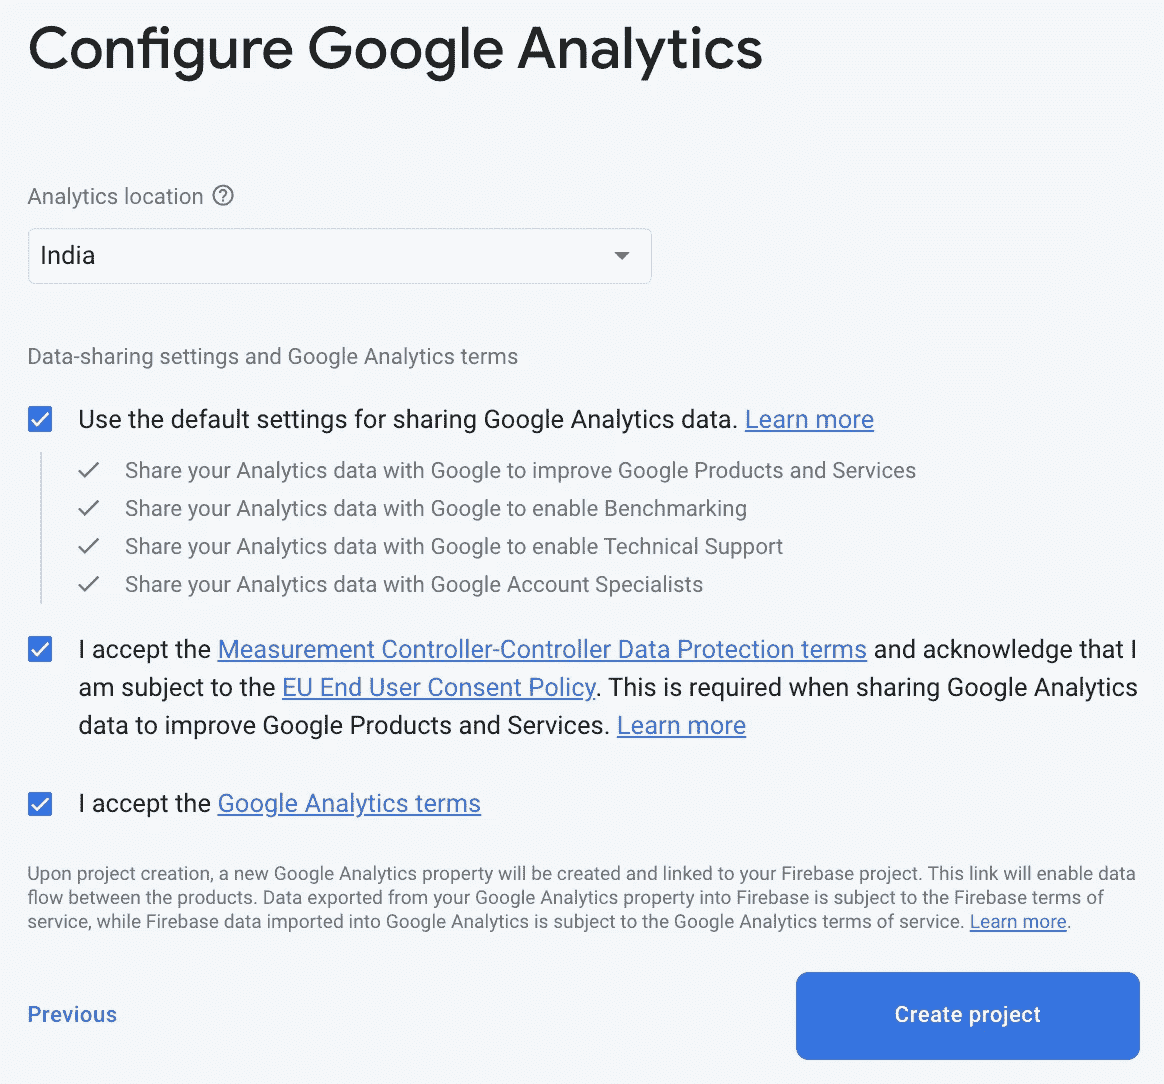 Configure Google Analytics
Analytics location
India
Data-sharing settings and Google Analytics terms
Use the default settings for sharing Google Analytics data. Learn more
Share your Analytics data with Google to improve Google Products and Services
Share your Analytics data with Google to enable Benchmarking
Share your Analytics data with Google to enable Technical Support
Share your Analytics data with Google Account Specialists
I accept the Measurement Controller-Controller Data Protection terms and acknowledge that I
am subject to the EU End User Consent Policy. This is required when sharing Google Analytics
data to improve Google Products and Services. Learn more
I accept the Google Analytics terms
Upon project creation, a new Google Analytics property will be created and linked to your Firebase project. This link will enable data
flow between the products. Data exported from your Google Analytics property into Firebase is subject to the Firebase terms of
service, while Firebase data imported into Google Analytics is subject to the Google Analytics terms of service. Learn more.
Previous
Create project